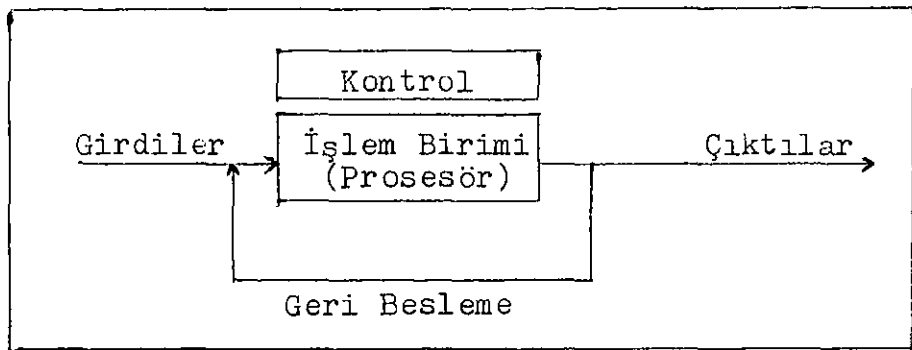 Kontrol
Girdiler
İşlem Birimi
(Prosesör)
Çıktılar
Geri Besleme